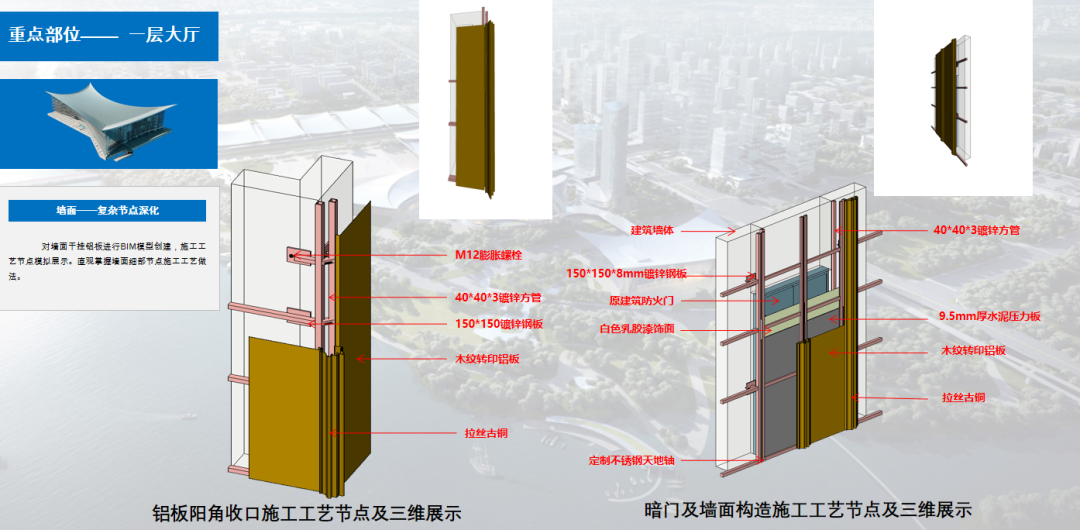 重点部位—— 一层大厅
墙面——复杂节点深化
对墙面干挂铝板进行BIM模型创建，施工工
艺节点模拟展示。直观掌握墙面细部节点施工工艺做
法。
M12膨胀螺栓
40*40*3镀锌方管
150*150镀锌钢板
木纹转印铝板
拉丝古铜
铝板阳角收口施工工艺节点及三维展示
建筑墙体
150*150*8mm镀锌钢板
原建筑防火门
白色乳胶漆饰面
定制不锈钢天地轴
40*40*3镀锌方管
9.5mm厚水泥压力板
木纹转印铝板
拉丝古铜
暗门及墙面构造施工工艺节点及三维展示